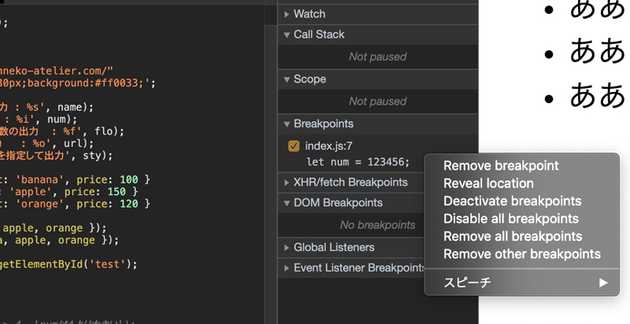 );
nneko-atelier.com/"
30px;background:#ff0033;';
力 : %s', name);
: %i', num);
数の出力 : %f', flo);
: %o', url);
を指定して出力', sty);
t: 'banana', price: 100 }
: 'apple', price: 150 }
t: 'orange', price: 120 }
apple, orange });
a, apple, orange });
getElementById('test');
Watch
Call Stack
Not paused
Scope
Not paused
Breakpoints
index.js:7
let num = 123456;
XHR/fetch Breakpoints
DOM Breakpoints
No breakpoints
Global Listeners
Event Listener Breakpoints
ああ
ああ
ああ
Remove breakpoint
Reveal location
Deactivate breakpoints
Disable all breakpoints
Remove all breakpoints
Remove other breakpoints
スピーチ